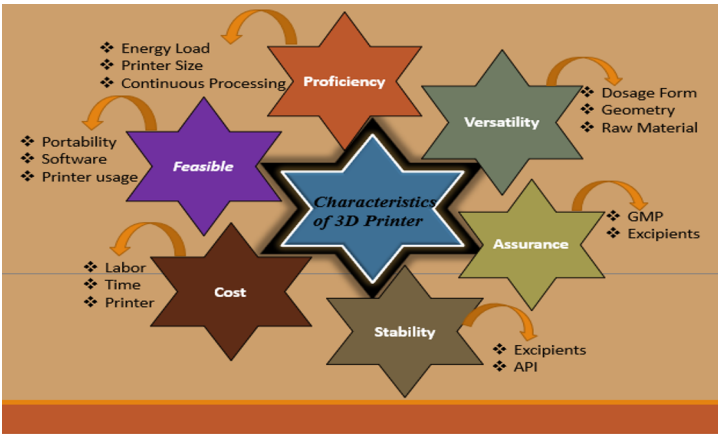 Proficiency
❖ Energy Load
❖ Printer Size
❖ Continuous Processing
Versatility
❖ Dosage Form
❖ Geometry
❖ Raw Material
Feasible
❖ Portability
❖ Software
❖ Printer usage
Characteristics
of 3D Printer
Assurance
❖ GMP
❖ Excipients
Cost
❖ Labor
❖ Time
❖ Printer
Stability
❖ Excipients
❖ API